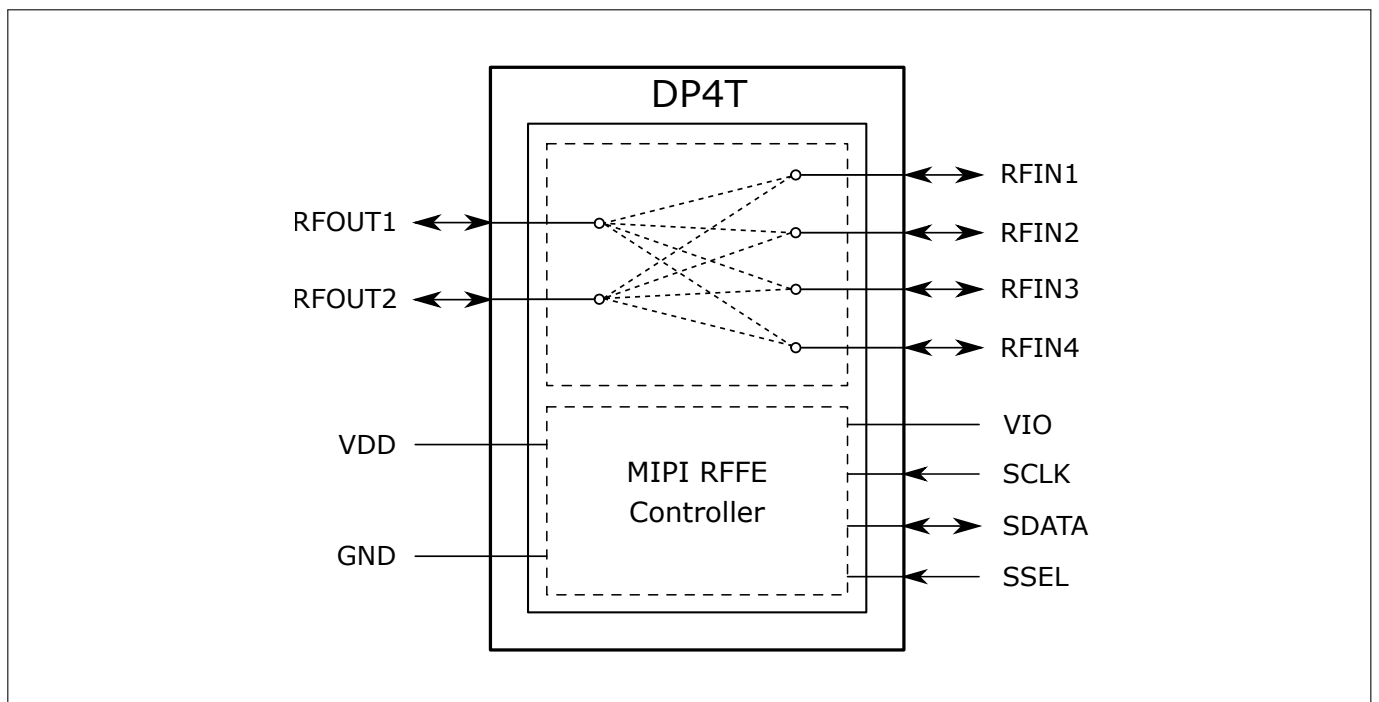 DP4T
RFOUT1
RFOUT2
RFIN1
RFIN2
RFIN3
RFIN4
VDD
GND
MIPI RFFE
Controller
VIO
SCLK
SDATA
SSEL